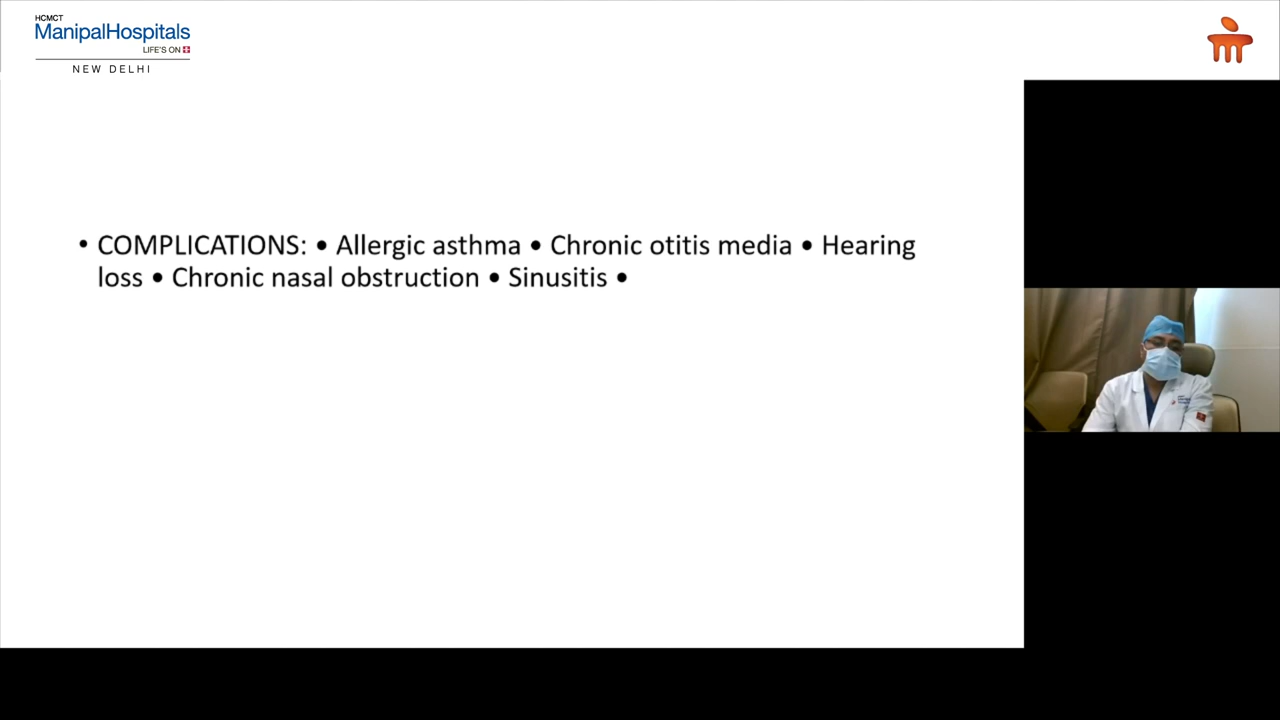 HCMCT
ManipalHospitals
LIFE'S ON
NEW DELHI
• COMPLICATIONS: • Allergic asthma • Chronic otitis media • Hearing
loss • Chronic nasal obstruction • Sinusitis •